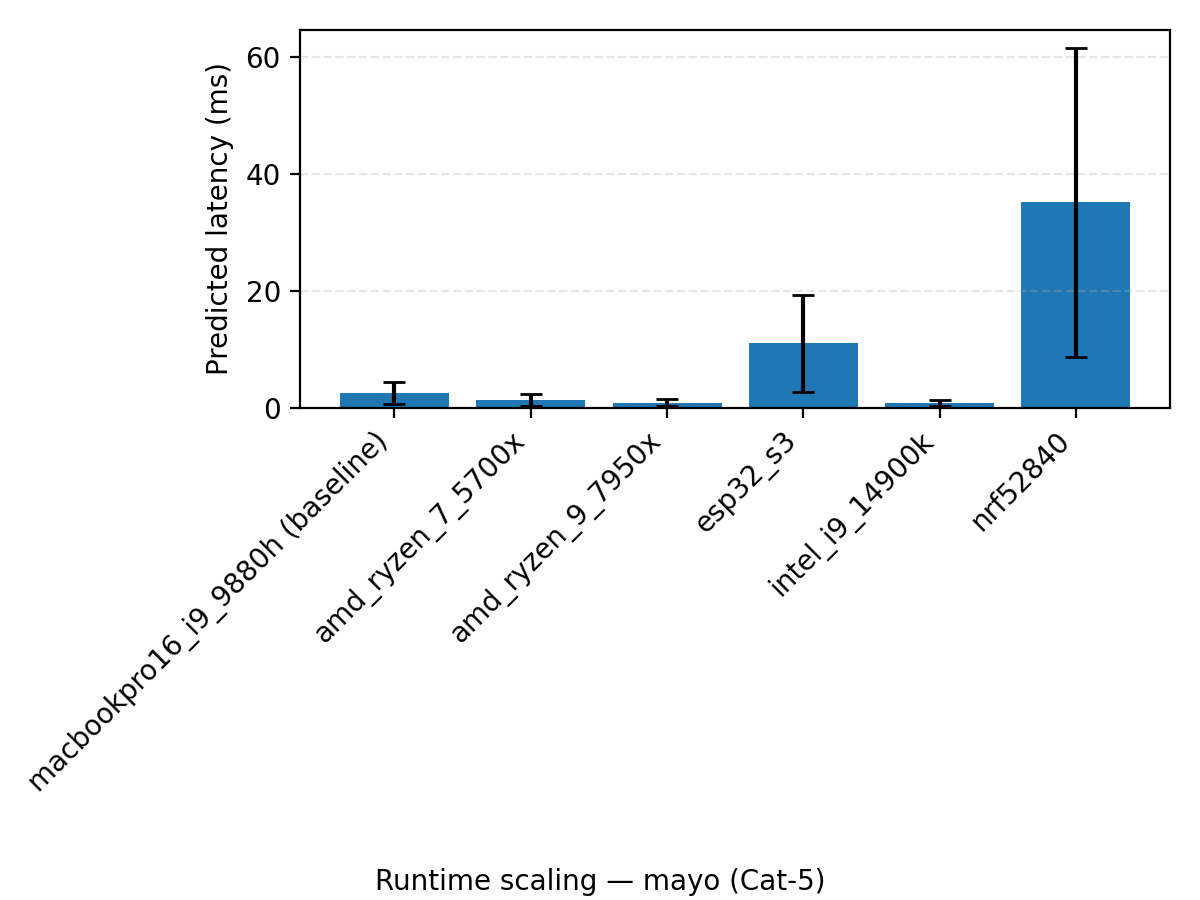 Predicted latency (ms)
60
40
20
0
macbookpro16_i9_9880h (baseline)
amd_ryzen_7_5700x
amd_ryzen_9_7950x
esp32_s3
intel_i9_14900k
nrf52840
Runtime scaling — mayo (Cat-5)